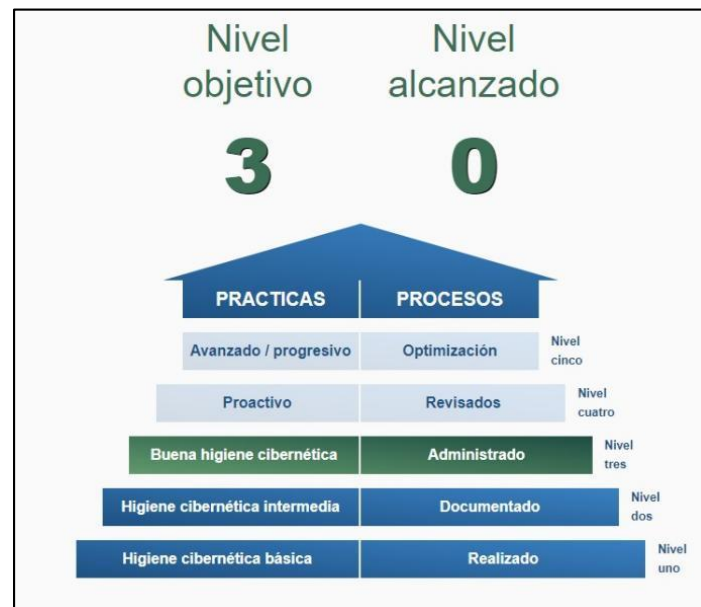 Nivel
objetivo
Nivel
alcanzado
3
0
PRACTICAS
PROCESOS
Avanzado / progresivo
Optimización
Nivel
cinco
Proactivo
Revisados
Nivel
cuatro
Buena higiene cibernética
Administrado
Nivel
tres
Higiene cibernética intermedia
Documentado
Nivel
dos
Higiene cibernética básica
Realizado
Nivel
uno